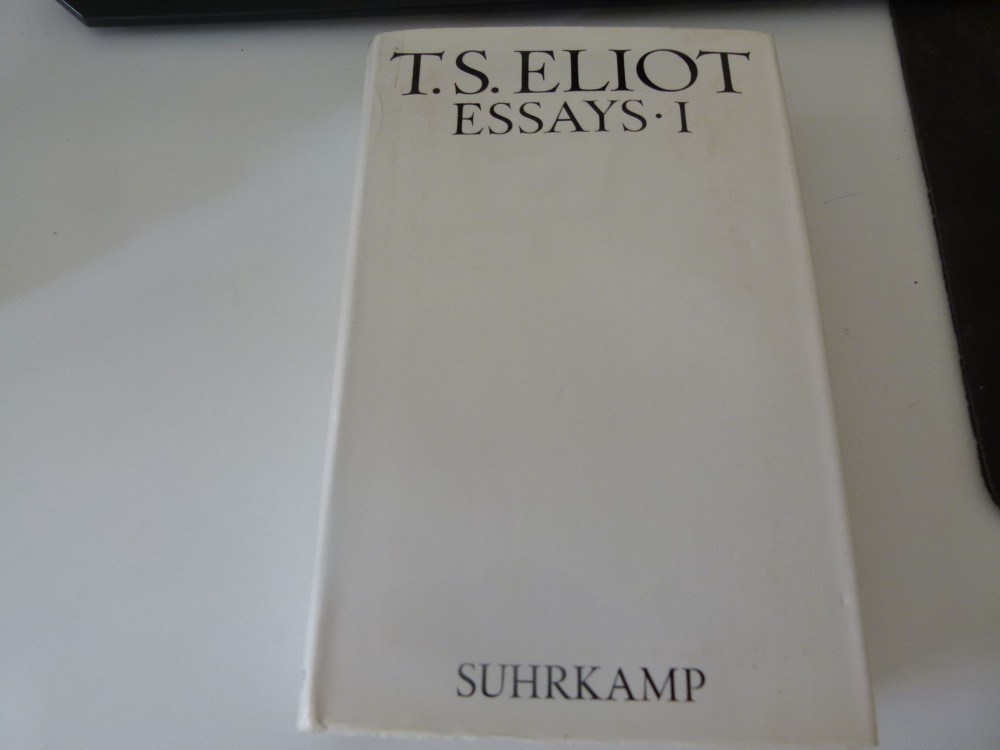 T.S. ELIOT
ESSAYS · I
SUHRKAMP